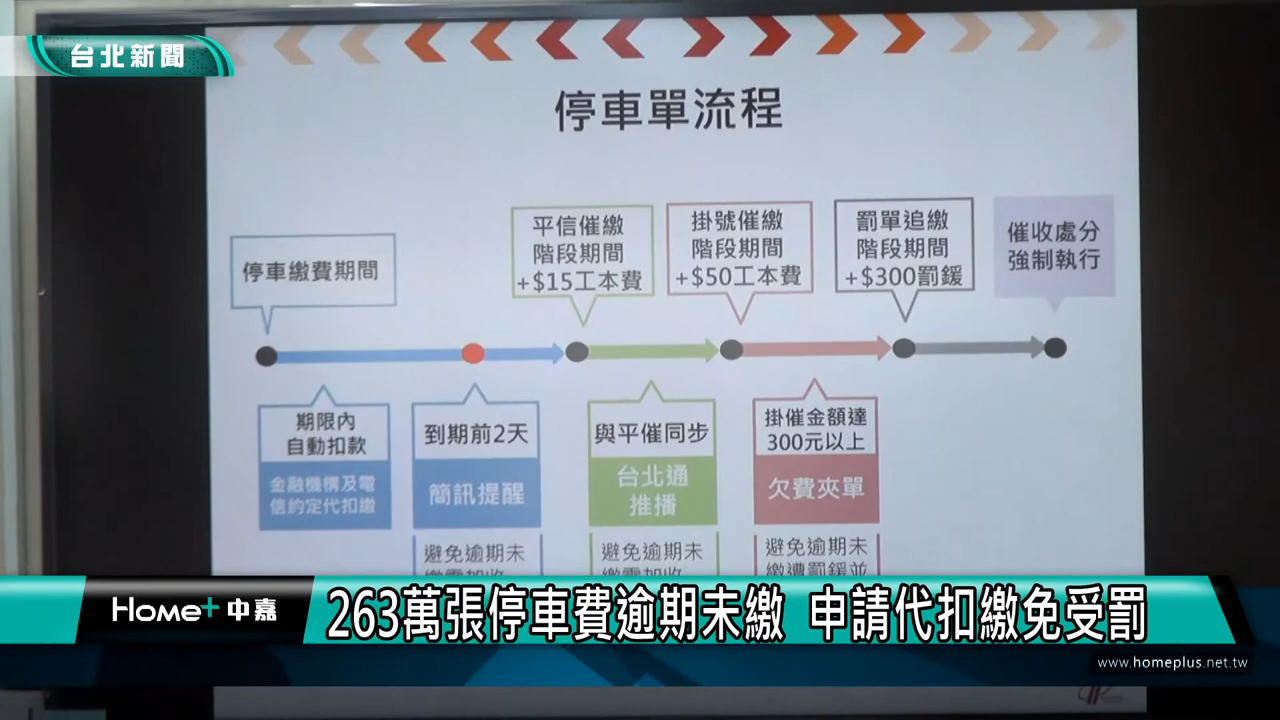 台北新聞
停車單流程
停車繳費期間
平信催繳
階段期間
+$15工本費
掛號催繳
階段期間
+$50工本費
罰單追繳
階段期間
+$300罰鍰
催收處分
強制執行
期限內
自動扣款
金融機構及電
信約定代扣繳
到期前2天
簡訊提醒
避免逾期未
與平催同步
台北通
推播
避免逾期未
掛催金額達
300元以上
欠費夾單
避免逾期未
繳遭罰鍰並
Home+中嘉
263萬張停車費逾期未繳 申請代扣繳免受罰
www.homeplus.net.tw